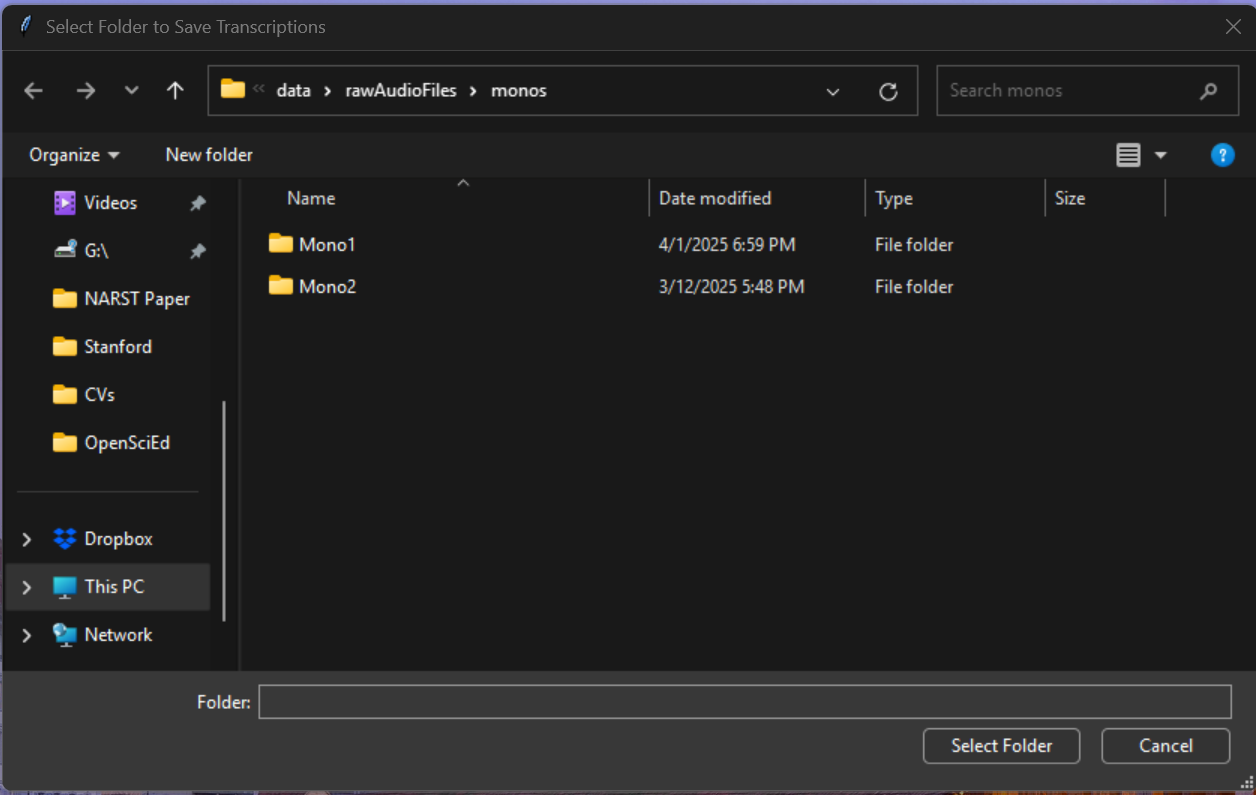 Select Folder to Save Transcriptions
« data › rawAudioFiles › monos
Search monos
Organize
New folder
?
Videos
G:\
NARST Paper
Stanford
CVs
OpenSciEd
Dropbox
This PC
Network
Name Date modified Type Size
Mono1 4/1/2025 6:59 PM File folder
Mono2 3/12/2025 5:48 PM File folder
Folder:
Select Folder
Cancel